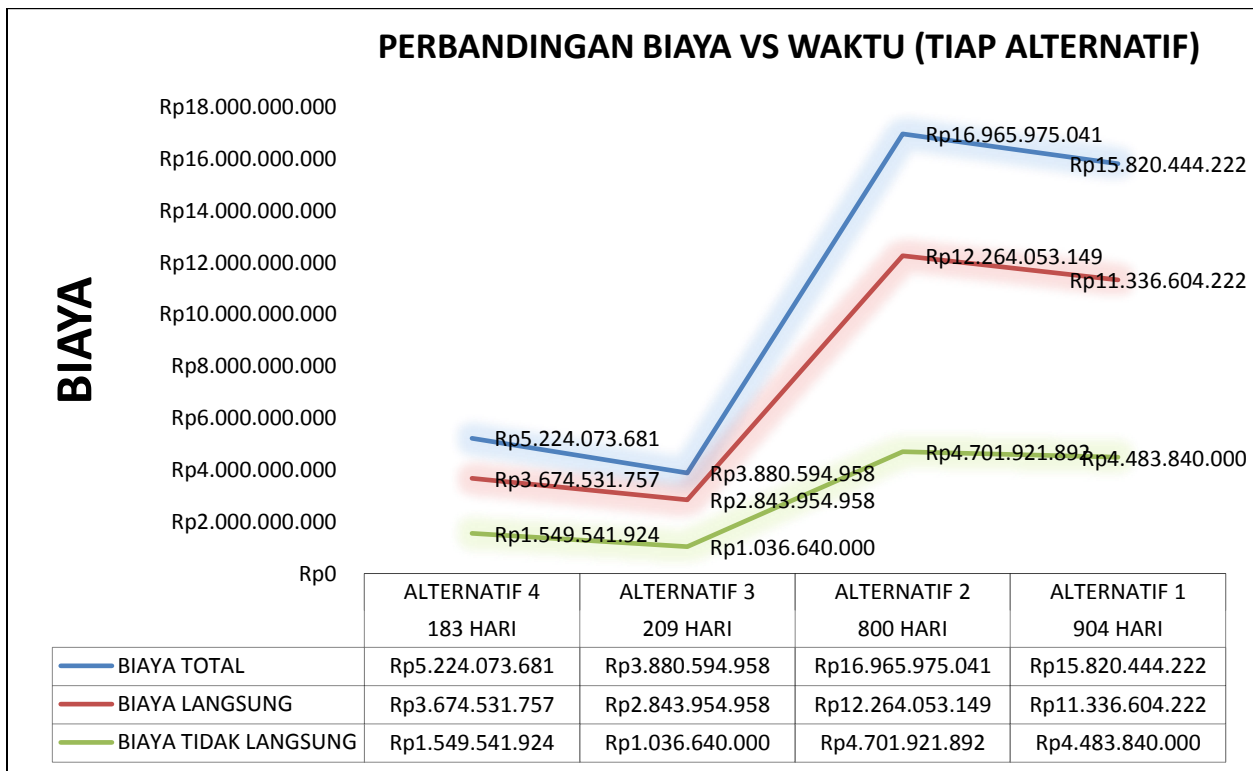 PERBANDINGAN BIAYA VS WAKTU (TIAP ALTERNATIF)
BIAYA
Rp18.000.000.000
Rp16.000.000.000
Rp14.000.000.000
Rp12.000.000.000
Rp10.000.000.000
Rp8.000.000.000
Rp6.000.000.000
Rp4.000.000.000
Rp2.000.000.000
Rp0
Rp16.965.975.041
Rp15.820.444.222
Rp12.264.053.149
Rp11.336.604.222
Rp5.224.073.681
Rp3.880.594.958
Rp4.701.921.892
Rp4.483.840.000
Rp3.674.531.757
Rp2.843.954.958
Rp1.549.541.924
Rp1.036.640.000
ALTERNATIF 4 ALTERNATIF 3 ALTERNATIF 2 ALTERNATIF 1
183 HARI 209 HARI 800 HARI 904 HARI
BIAYA TOTAL Rp5.224.073.681 Rp3.880.594.958 Rp16.965.975.041 Rp15.820.444.222
BIAYA LANGSUNG Rp3.674.531.757 Rp2.843.954.958 Rp12.264.053.149 Rp11.336.604.222
BIAYA TIDAK LANGSUNG Rp1.549.541.924 Rp1.036.640.000 Rp4.701.921.892 Rp4.483.840.000